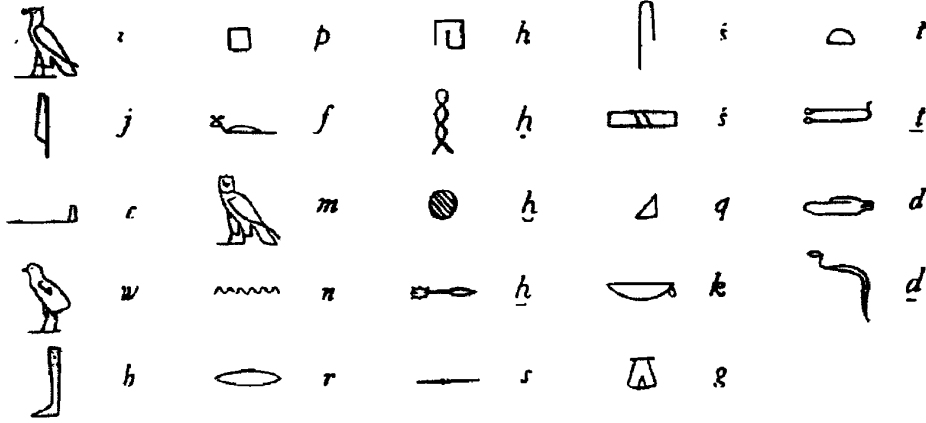 𓄿 ꜣ 𓊪 p 𓉔 h 𓋴 ś 𓏏 t
𓇋 j 𓆑 f 𓎛 ḥ 𓈙 š 𓍿 ṯ
𓂝 ꜥ 𓅓 m 𓐍 ḫ 𓈎 q 𓂧 d
𓅱 w 𓈖 n 𓄡 ẖ 𓎡 k 𓆓 ḏ
𓃀 b 𓂋 r 𓊃 s 𓎼 g